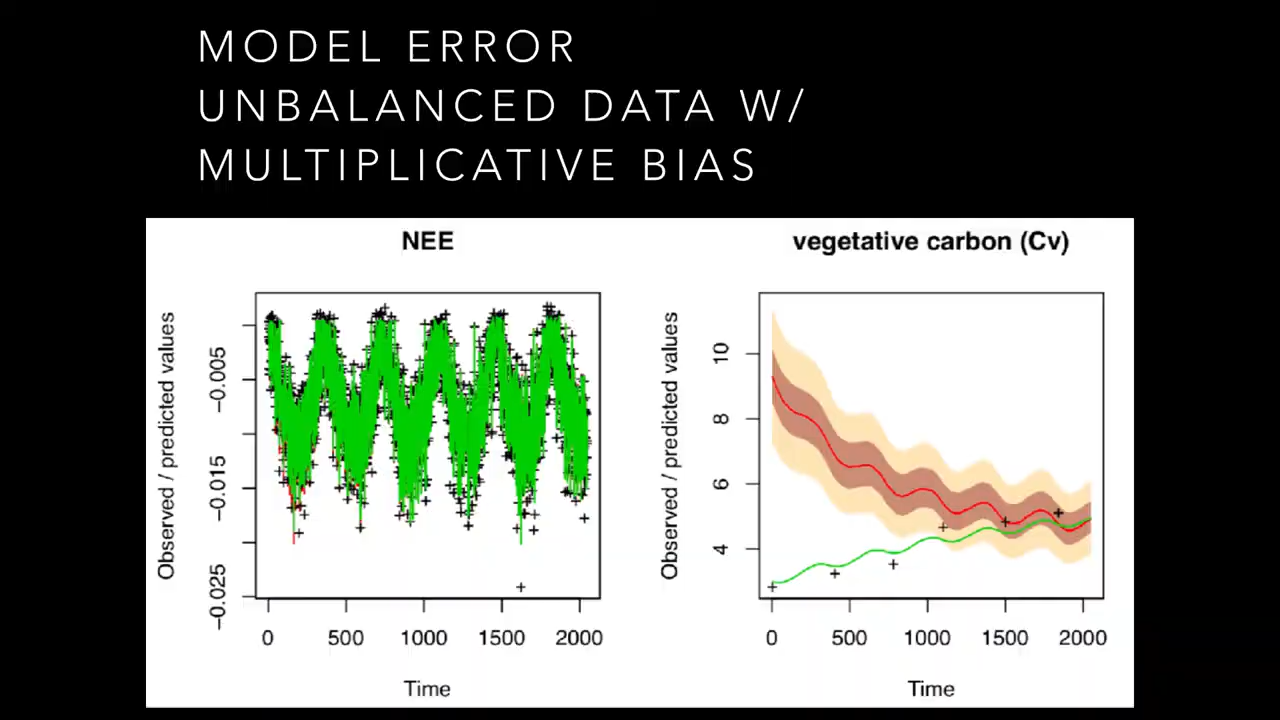 MODEL ERROR
UNBALANCED DATA W/
MULTIPLICATIVE BIAS
NEE
Observed / predicted values
−0.005
−0.015
−0.025
0 500 1000 1500 2000
Time
vegetative carbon (Cv)
Observed / predicted values
10
8
6
4
0 500 1000 1500 2000
Time